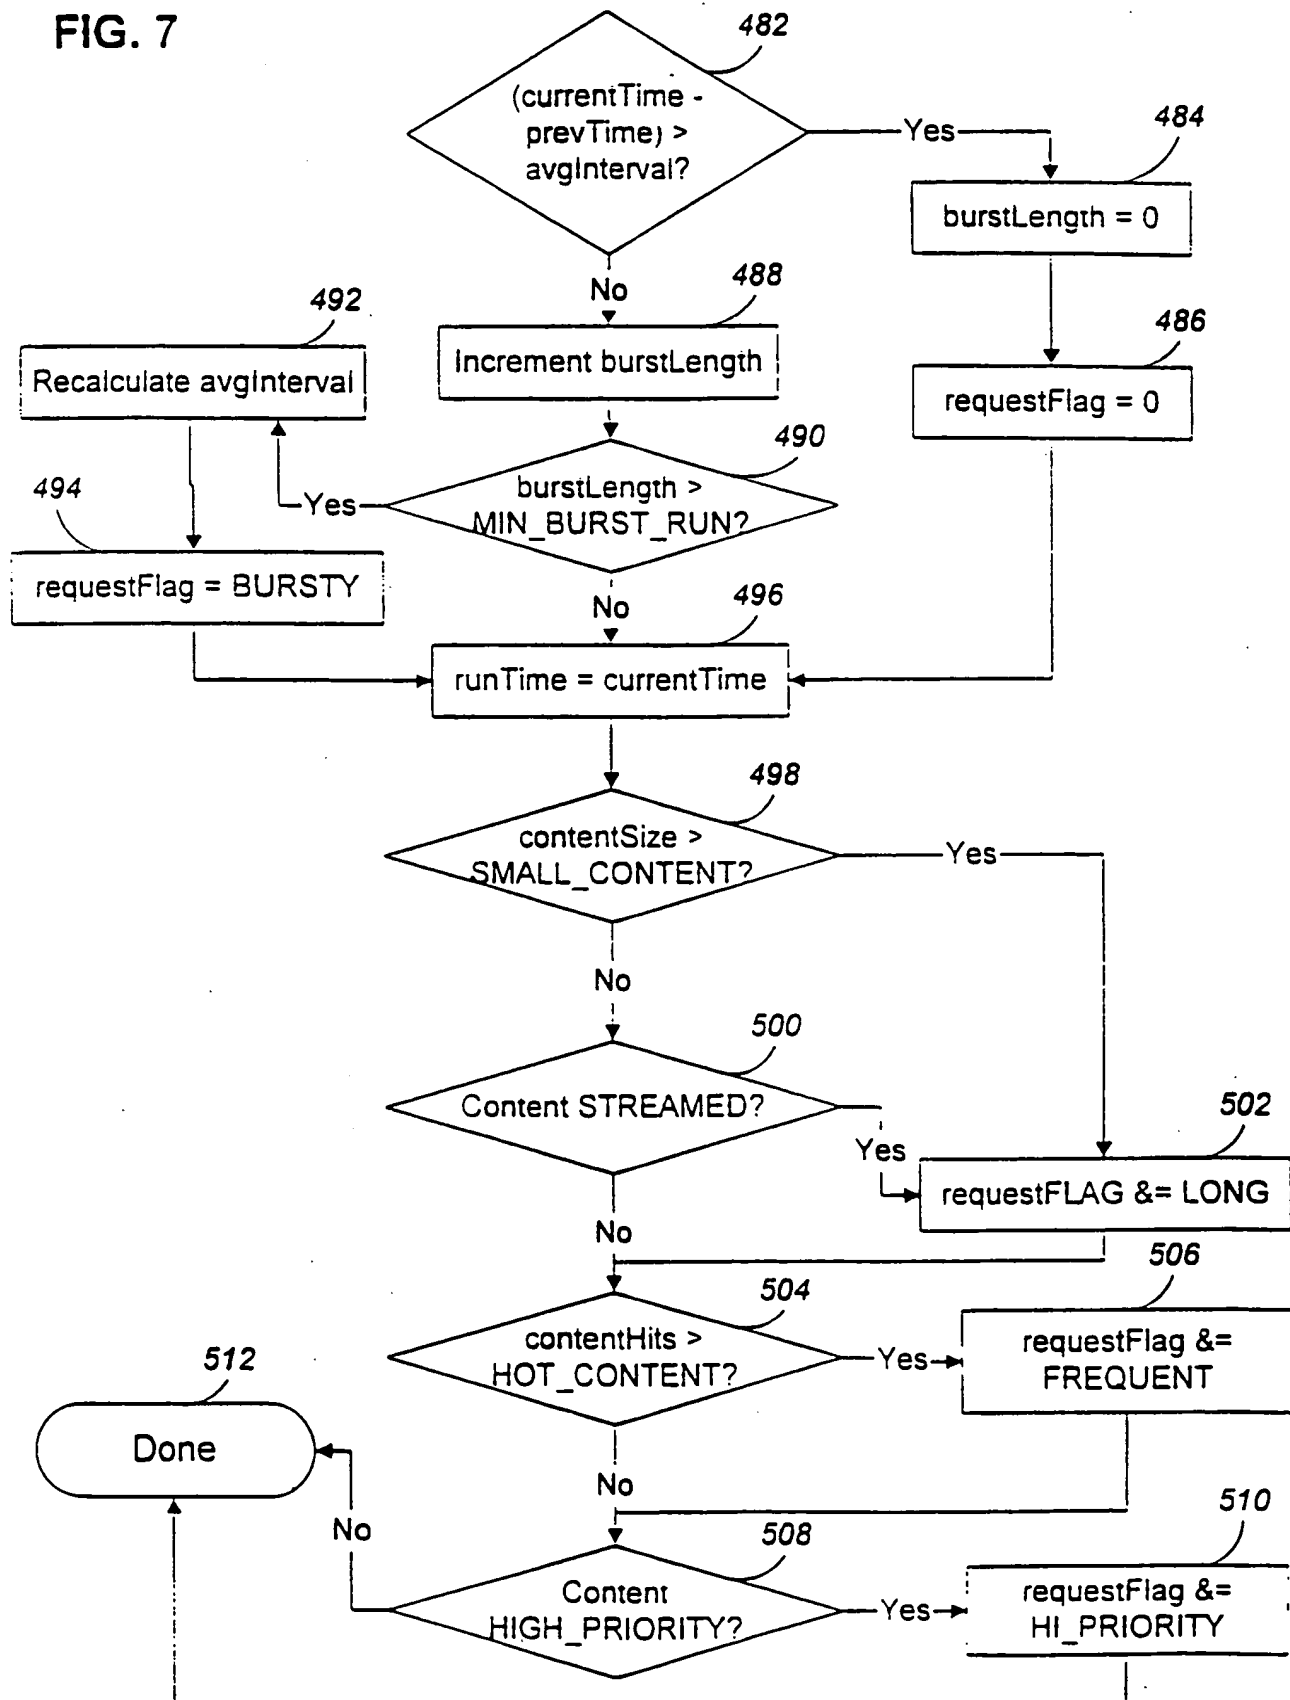 FIG. 7
482
(currentTime -
prevTime) >
avgInterval?
Yes
484
burstLength = 0
No
488
492
486
Increment burstLength
Recalculate avgInterval
requestFlag = 0
490
burstLength >
MIN_BURST_RUN?
Yes
494
requestFlag = BURSTY
No
496
runTime = currentTime
498
contentSize >
SMALL_CONTENT?
Yes
No
500
Content STREAMED?
Yes
502
requestFLAG &= LONG
No
506
504
contentHits >
HOT_CONTENT?
Yes
requestFlag &=
FREQUENT
512
Done
No
510
No
508
Content
HIGH_PRIORITY?
Yes
requestFlag &=
HI_PRIORITY